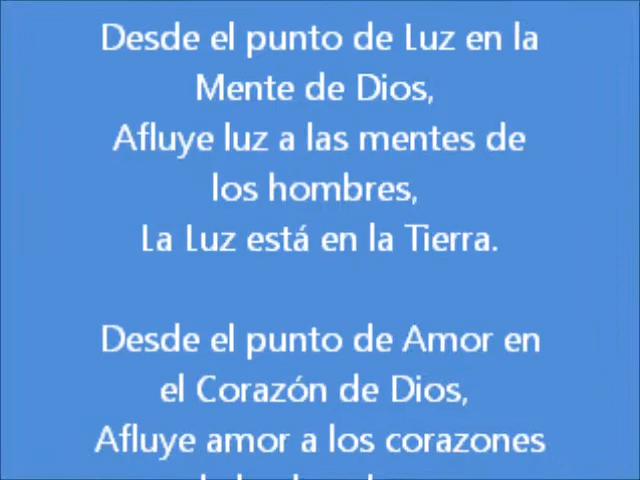 Desde el punto de Luz en la
Mente de Dios,
Afluye luz a las mentes de
los hombres,
La Luz está en la Tierra.
Desde el punto de Amor en
el Corazón de Dios,
Afluye amor a los corazones